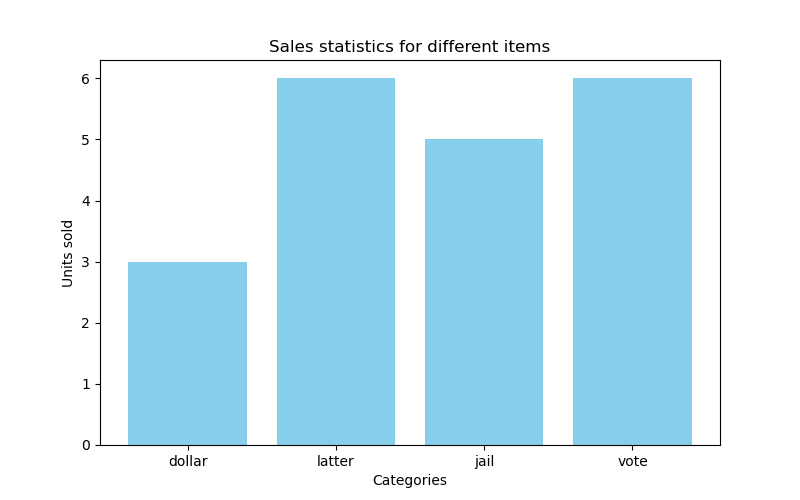 Sales statistics for different items
Units sold
6
5
4
3
2
1
0
dollar latter jail vote
Categories